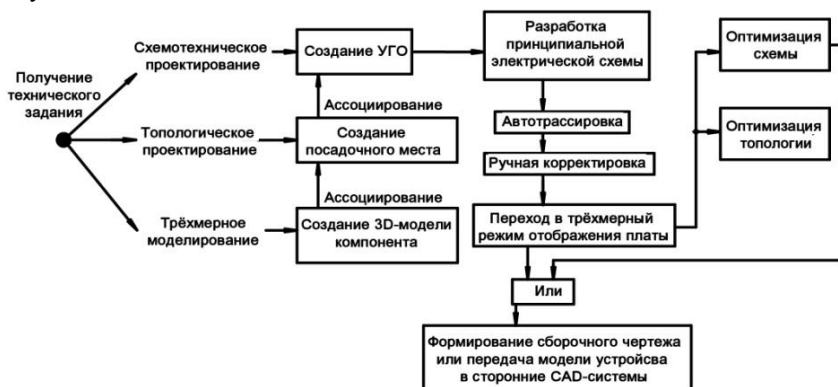 Получение
технического
задания
Схемотехническое
проектирование
Топологическое
проектирование
Трёхмерное
моделирование
Создание УГО
Ассоциирование
Создание
посадочного места
Ассоциирование
Создание 3D-модели
компонента
Разработка
принципиальной
электрической схемы
Автотрассировка
Ручная корректировка
Переход в трёхмерный
режим отображения платы
Или
Формирование сборочного чертежа
или передача модели устройсва
в сторонние CAD-системы
Оптимизация
схемы
Оптимизация
топологии